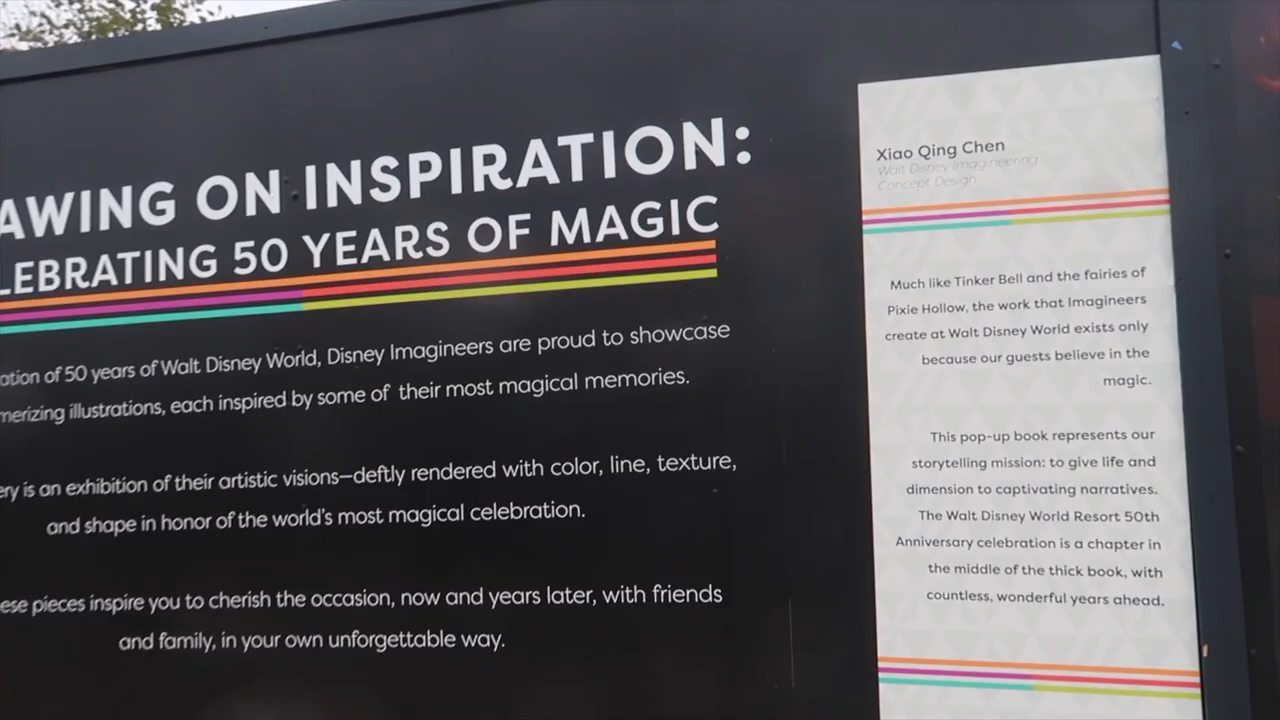 AWING ON INSPIRATION:
LEBRATING 50 YEARS OF MAGIC
ation of 50 years of Walt Disney World, Disney Imagineers are proud to showcase
merizing illustrations, each inspired by some of their most magical memories.
ery is an exhibition of their artistic visions—deftly rendered with color, line, texture,
and shape in honor of the world's most magical celebration.
ese pieces inspire you to cherish the occasion, now and years later, with friends
and family, in your own unforgettable way.
Xiao Qing Chen
Walt Disney Imagineering
Concept Design
Much like Tinker Bell and the fairies of
Pixie Hollow, the work that Imagineers
create at Walt Disney World exists only
because our guests believe in the
magic.
This pop-up book represents our
storytelling mission: to give life and
dimension to captivating narratives.
The Walt Disney World Resort 50th
Anniversary celebration is a chapter in
the middle of the thick book, with
countless, wonderful years ahead.